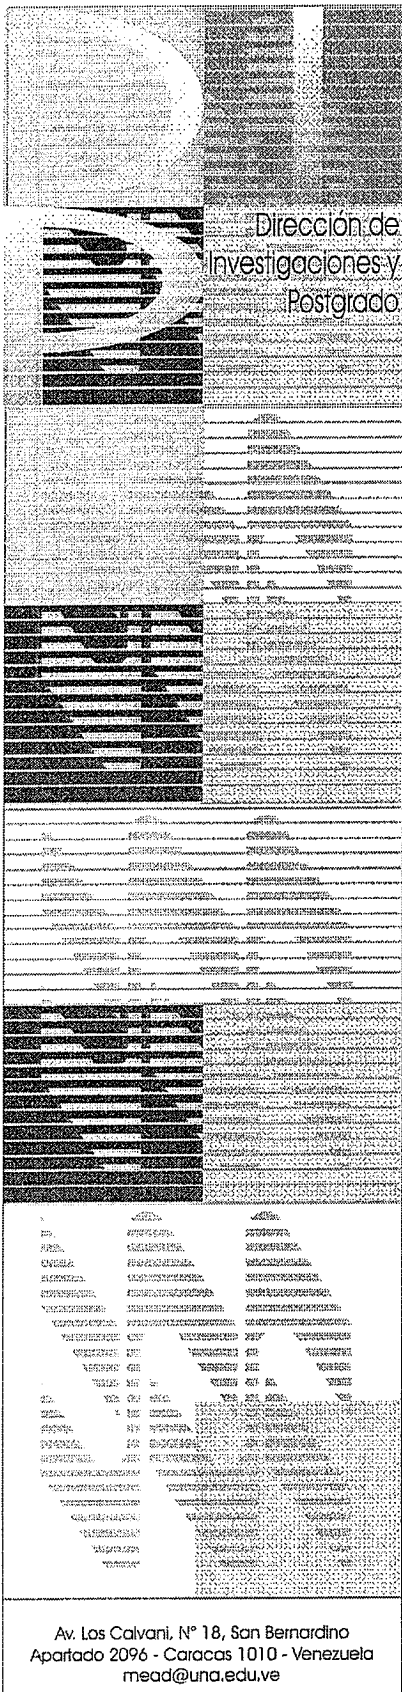 DI
P
Dirección de
Investigaciones y
Postgrado
Av. Los Calvani, N° 18, San Bernardino
Apartado 2096 - Caracas 1010 - Venezuela
mead@una.edu.ve